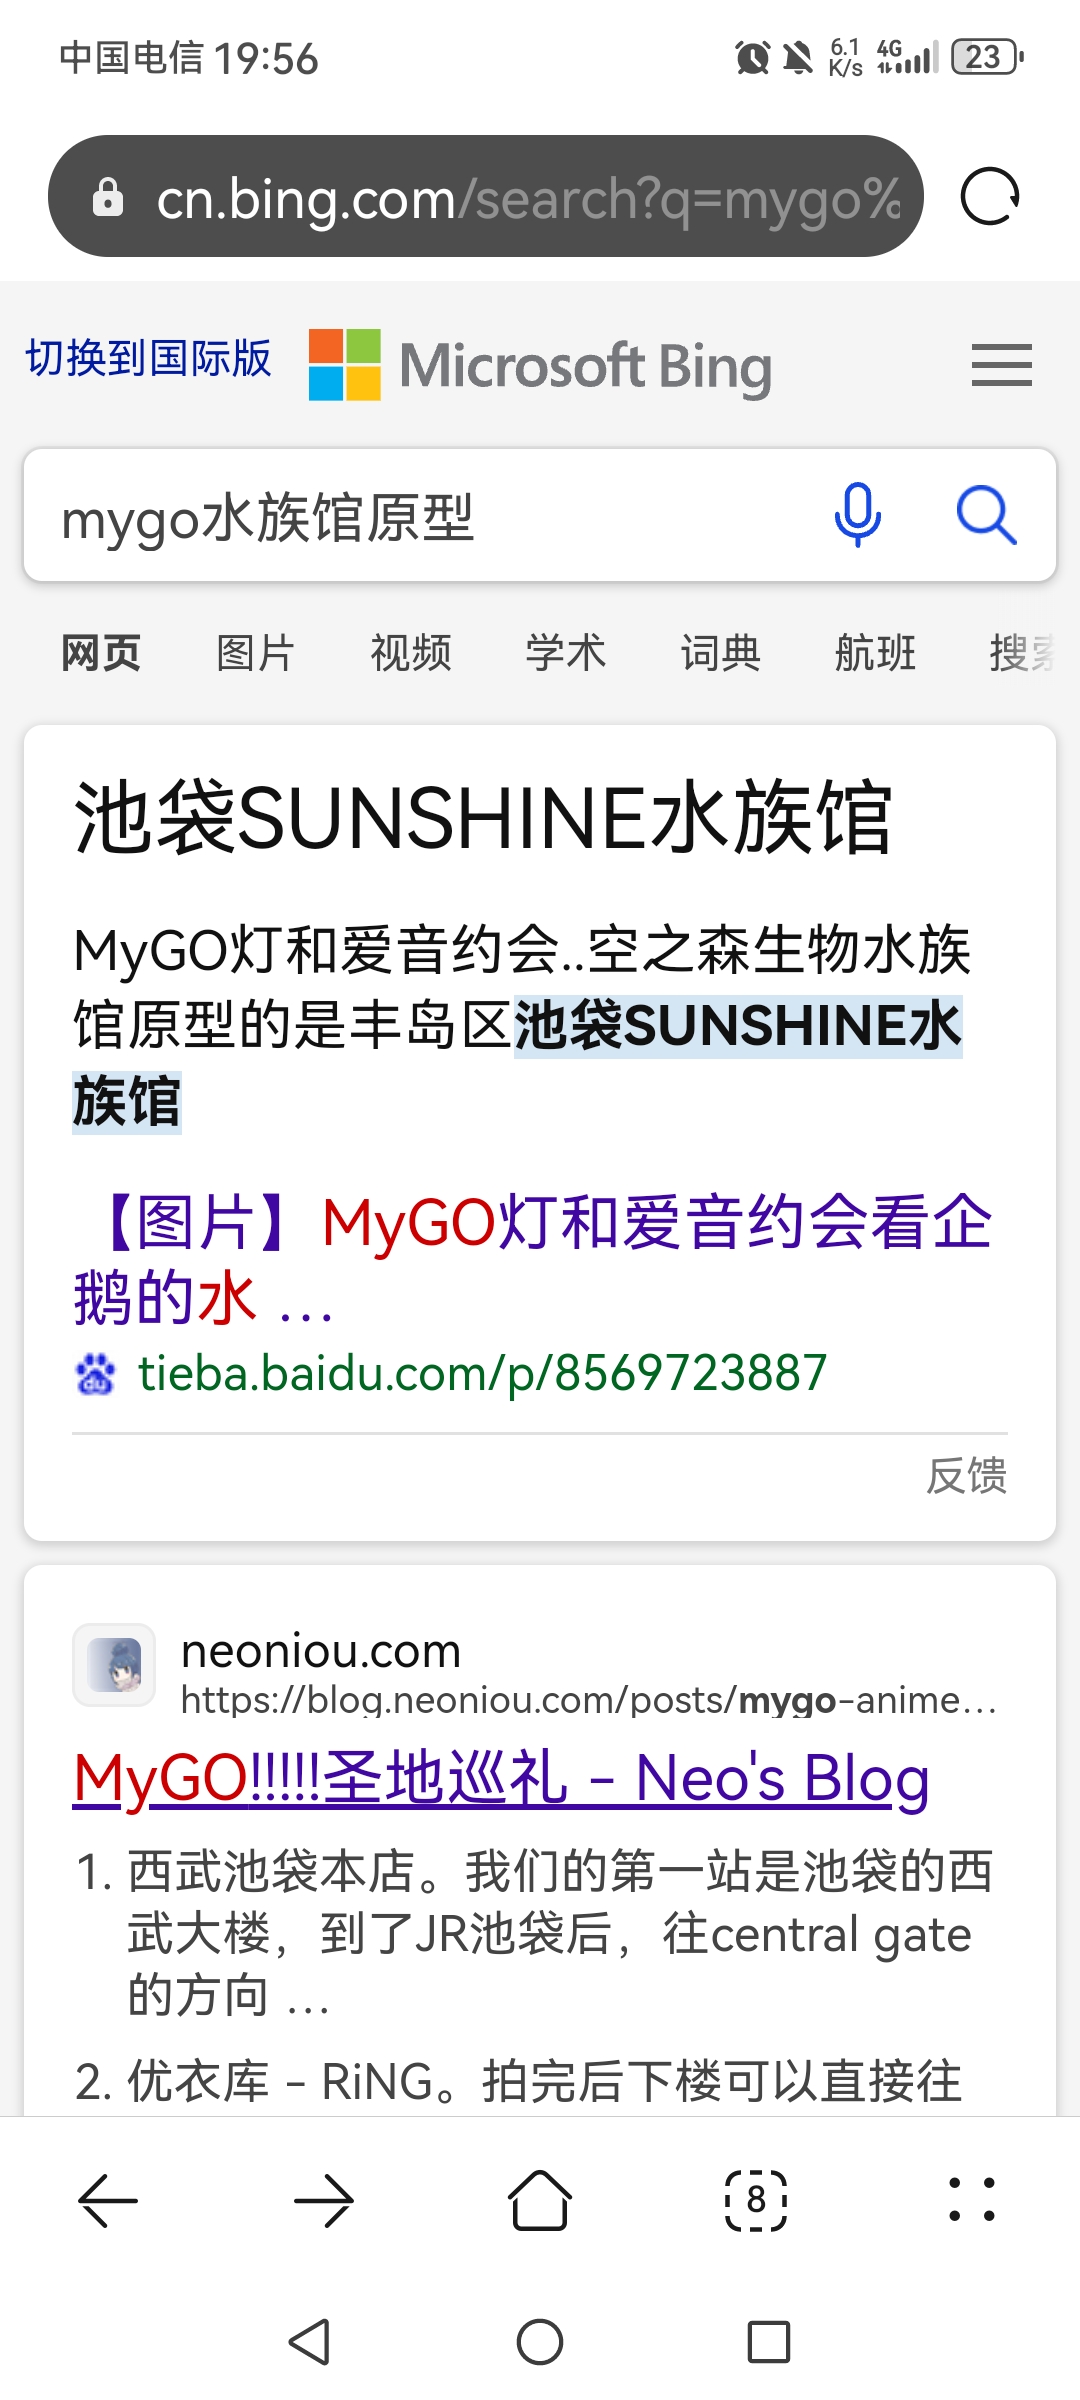 中国电信 19:56
6.1 K/s 4G 23
cn.bing.com/search?q=mygo%
切换到国际版 Microsoft Bing
mygo水族馆原型
网页 图片 视频 学术 词典 航班 搜索
池袋SUNSHINE水族馆
MyGO灯和爱音约会..空之森生物水族
馆原型的是丰岛区池袋SUNSHINE水
族馆
【图片】MyGO灯和爱音约会看企
鹅的水 ...
du tieba.baidu.com/p/8569723887
反馈
neoniou.com
https://blog.neoniou.com/posts/mygo-anime...
MyGO!!!!!圣地巡礼 - Neo's Blog
1. 西武池袋本店。我们的第一站是池袋的西
武大楼，到了JR池袋后，往central gate
的方向 ...
2. 优衣库 - RiNG。拍完后下楼可以直接往
8